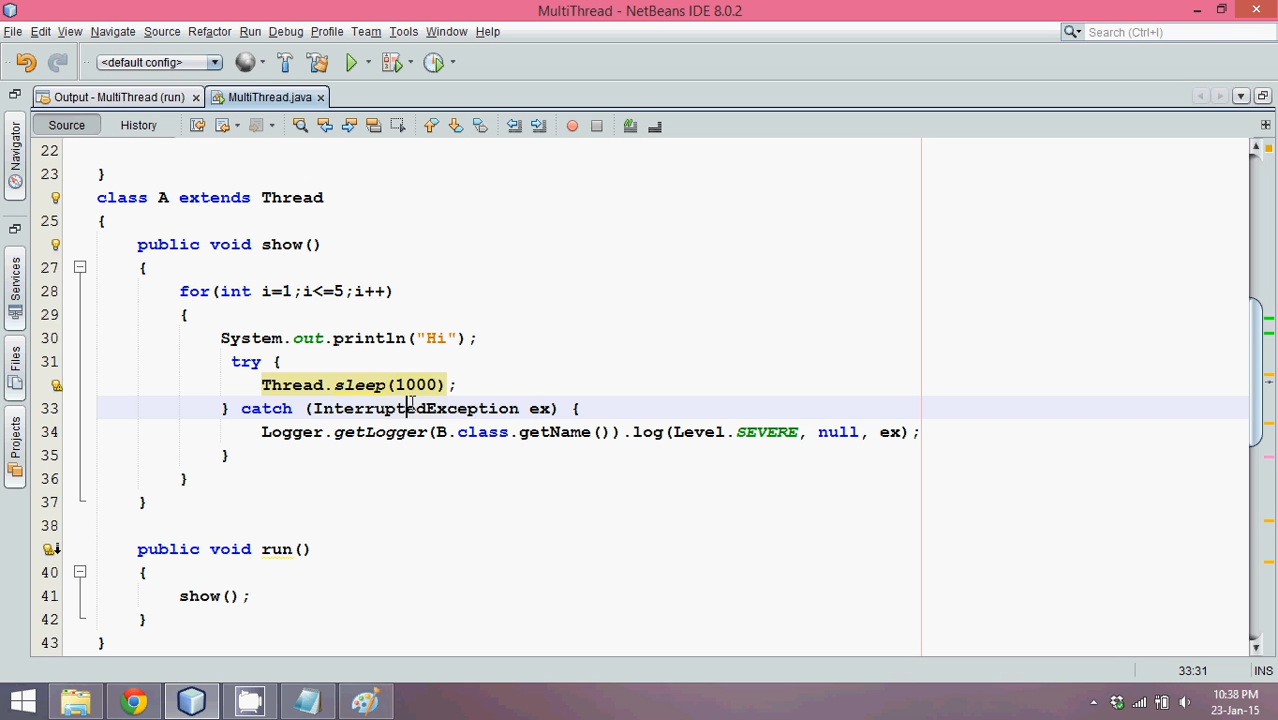 MultiThread - NetBeans IDE 8.0.2
File Edit View Navigate Source Refactor Run Debug Profile Team Tools Window Help
Search (Ctrl+I)
<default config>
Output - MultiThread (run) MultiThread.java
Source History
Navigator
Services
Files
Projects
22
23 }
class A extends Thread
25 {
public void show()
27 {
28 for(int i=1;i<=5;i++)
29 {
30 System.out.println("Hi");
31 try {
Thread.sleep(1000);
33 } catch (InterruptedException ex) {
34 Logger.getLogger(B.class.getName()).log(Level.SEVERE, null, ex);
35 }
36 }
37 }
38
public void run()
40 {
41 show();
42 }
43 }
33:31 INS
10:38 PM
23-Jan-15